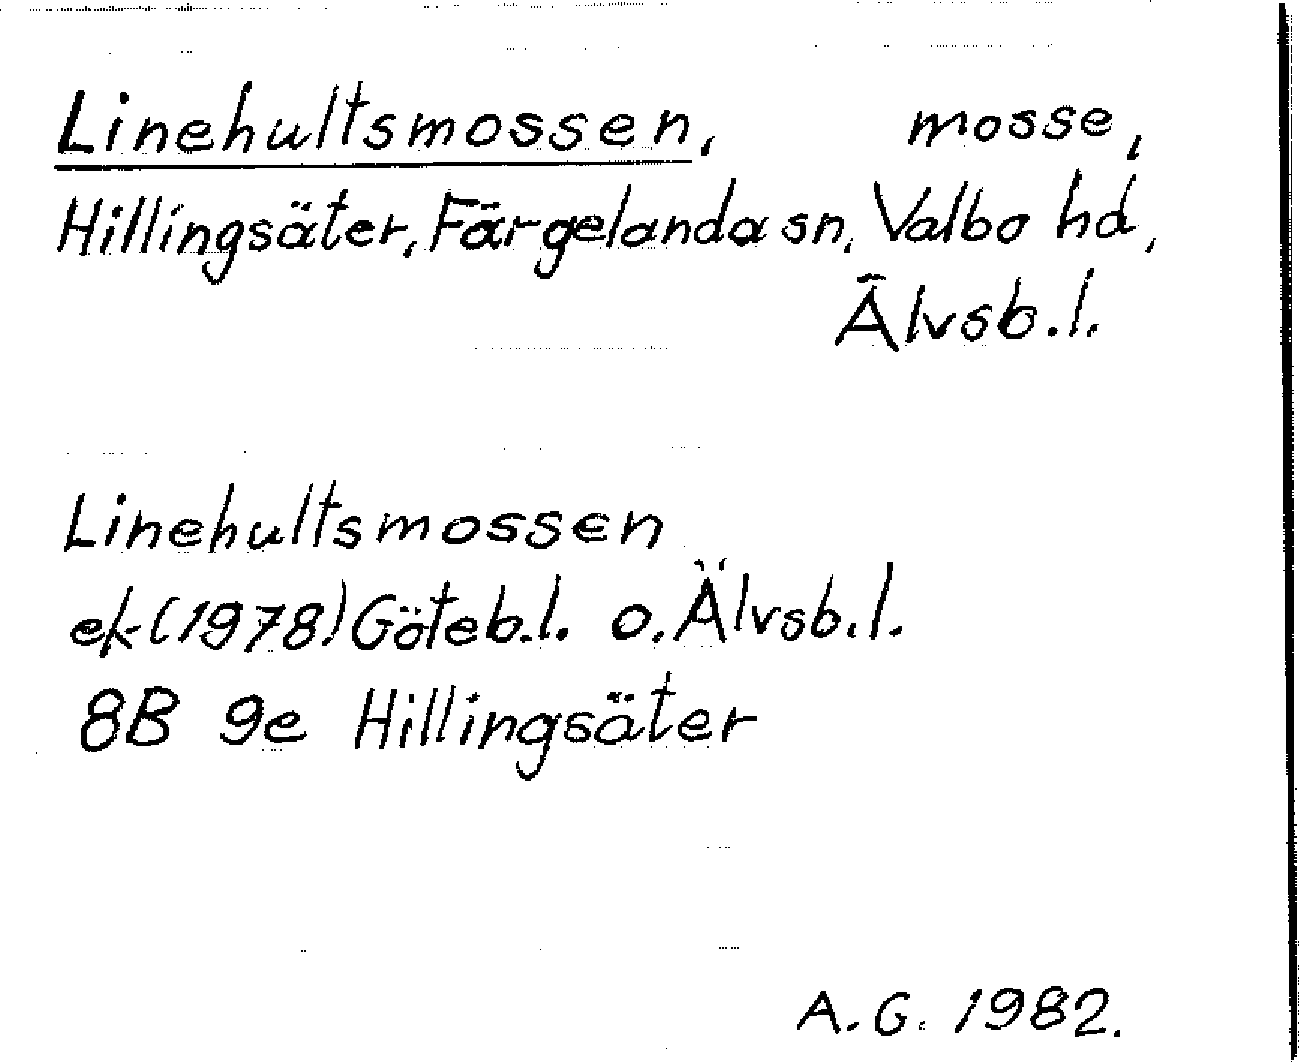 Linehultsmossen, mosse,
Hillingsäter, Färgelanda sn, Valbo hd,
Älvsb.l.
Linehultsmossen
ek (1978) Göteb.l. o. Älvsb.l.
8B 9e Hillingsäter
A.G. 1982.